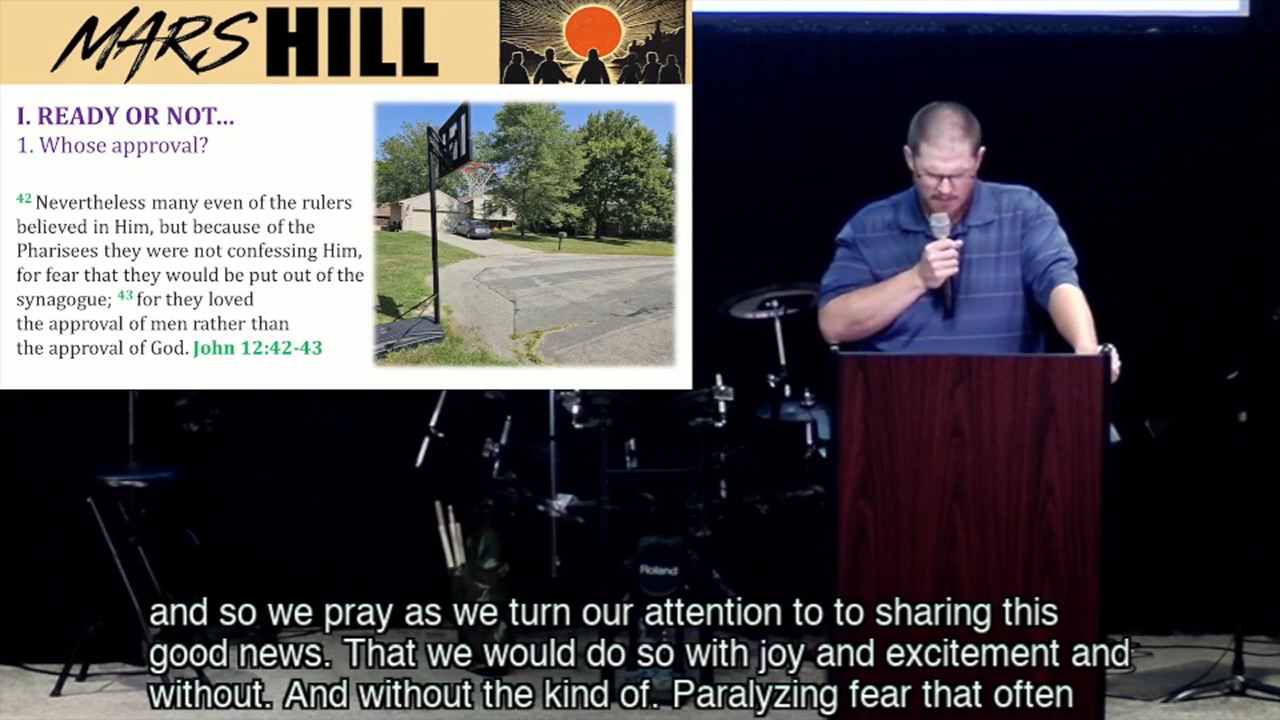 MARS HILL
I. READY OR NOT...
1. Whose approval?
42 Nevertheless many even of the rulers
believed in Him, but because of the
Pharisees they were not confessing Him,
for fear that they would be put out of the
synagogue; 43 for they loved
the approval of men rather than
the approval of God. John 12:42-43
Roland
and so we pray as we turn our attention to to sharing this
good news. That we would do so with joy and excitement and
without. And without the kind of. Paralyzing fear that often